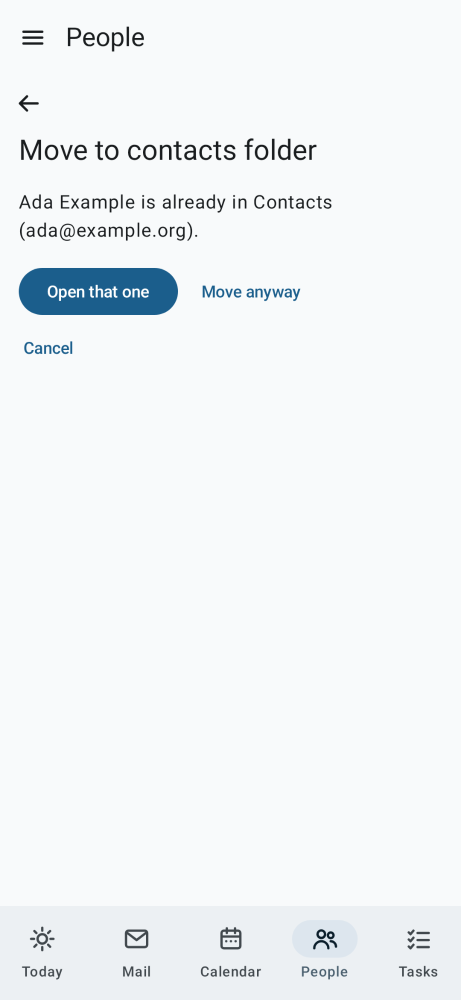 People
Move to contacts folder
Ada Example is already in Contacts
(ada@example.org).
Open that one
Move anyway
Cancel
Today
Mail
Calendar
People
Tasks